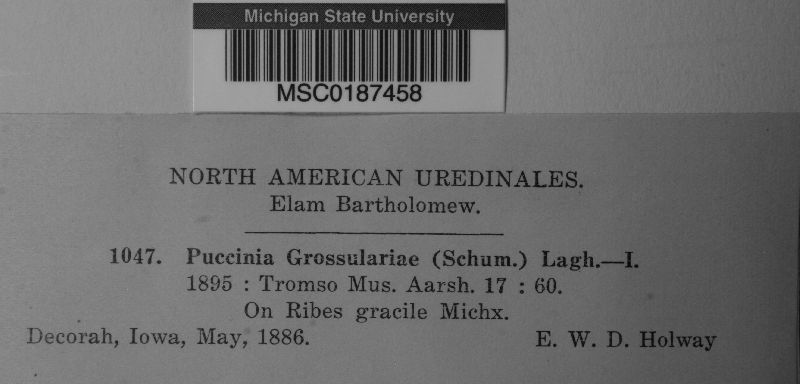 Michigan State University
MSC0187458
NORTH AMERICAN UREDINALES.
Elam Bartholomew.
1047. Puccinia Grossulariae (Schum.) Lagh.—I.
1895 : Tromso Mus. Aarsh. 17 : 60.
On Ribes gracile Michx.
Decorah, Iowa, May, 1886. E. W. D. Holway